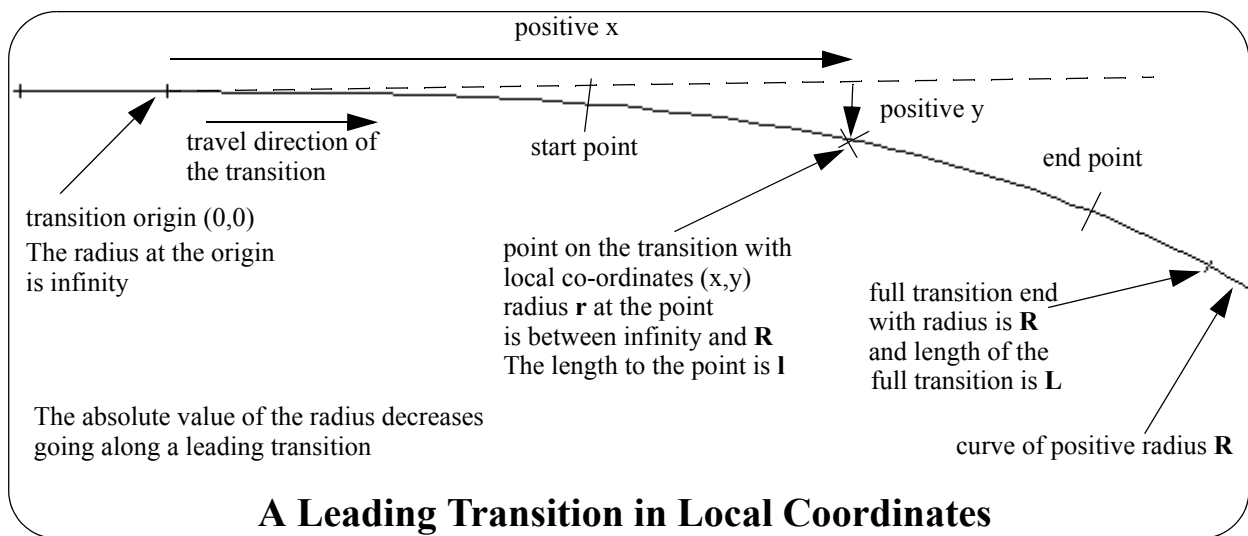 positive x
positive y
travel direction of
the transition
start point
end point
transition origin (0,0)
The radius at the origin
is infinity
point on the transition with
local co-ordinates (x,y)
radius r at the point
is between infinity and R
The length to the point is l
full transition end
with radius is R
and length of the
full transition is L
The absolute value of the radius decreases
going along a leading transition
curve of positive radius R
A Leading Transition in Local Coordinates